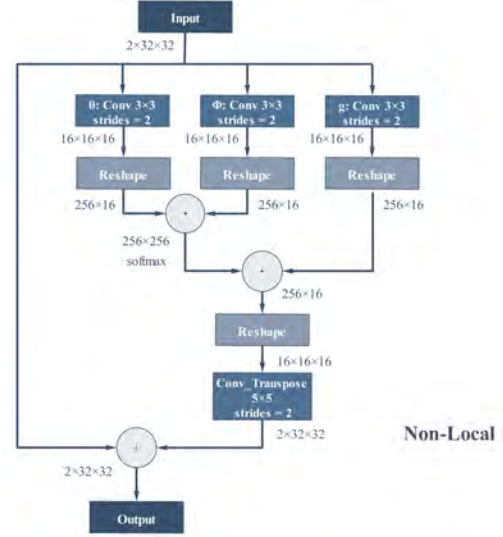 Input
2×32×32
θ: Conv 3×3
strides = 2
Φ: Conv 3×3
strides = 2
g: Conv 3×3
strides = 2
16×16×16
16×16×16
16×16×16
Reshape
Reshape
Reshape
256×16
256×16
256×16
·
256×256
softmax
·
256×16
Reshape
16×16×16
Conv_Transpose
5×5
strides = 2
2×32×32
Non-Local
+
2×32×32
Output